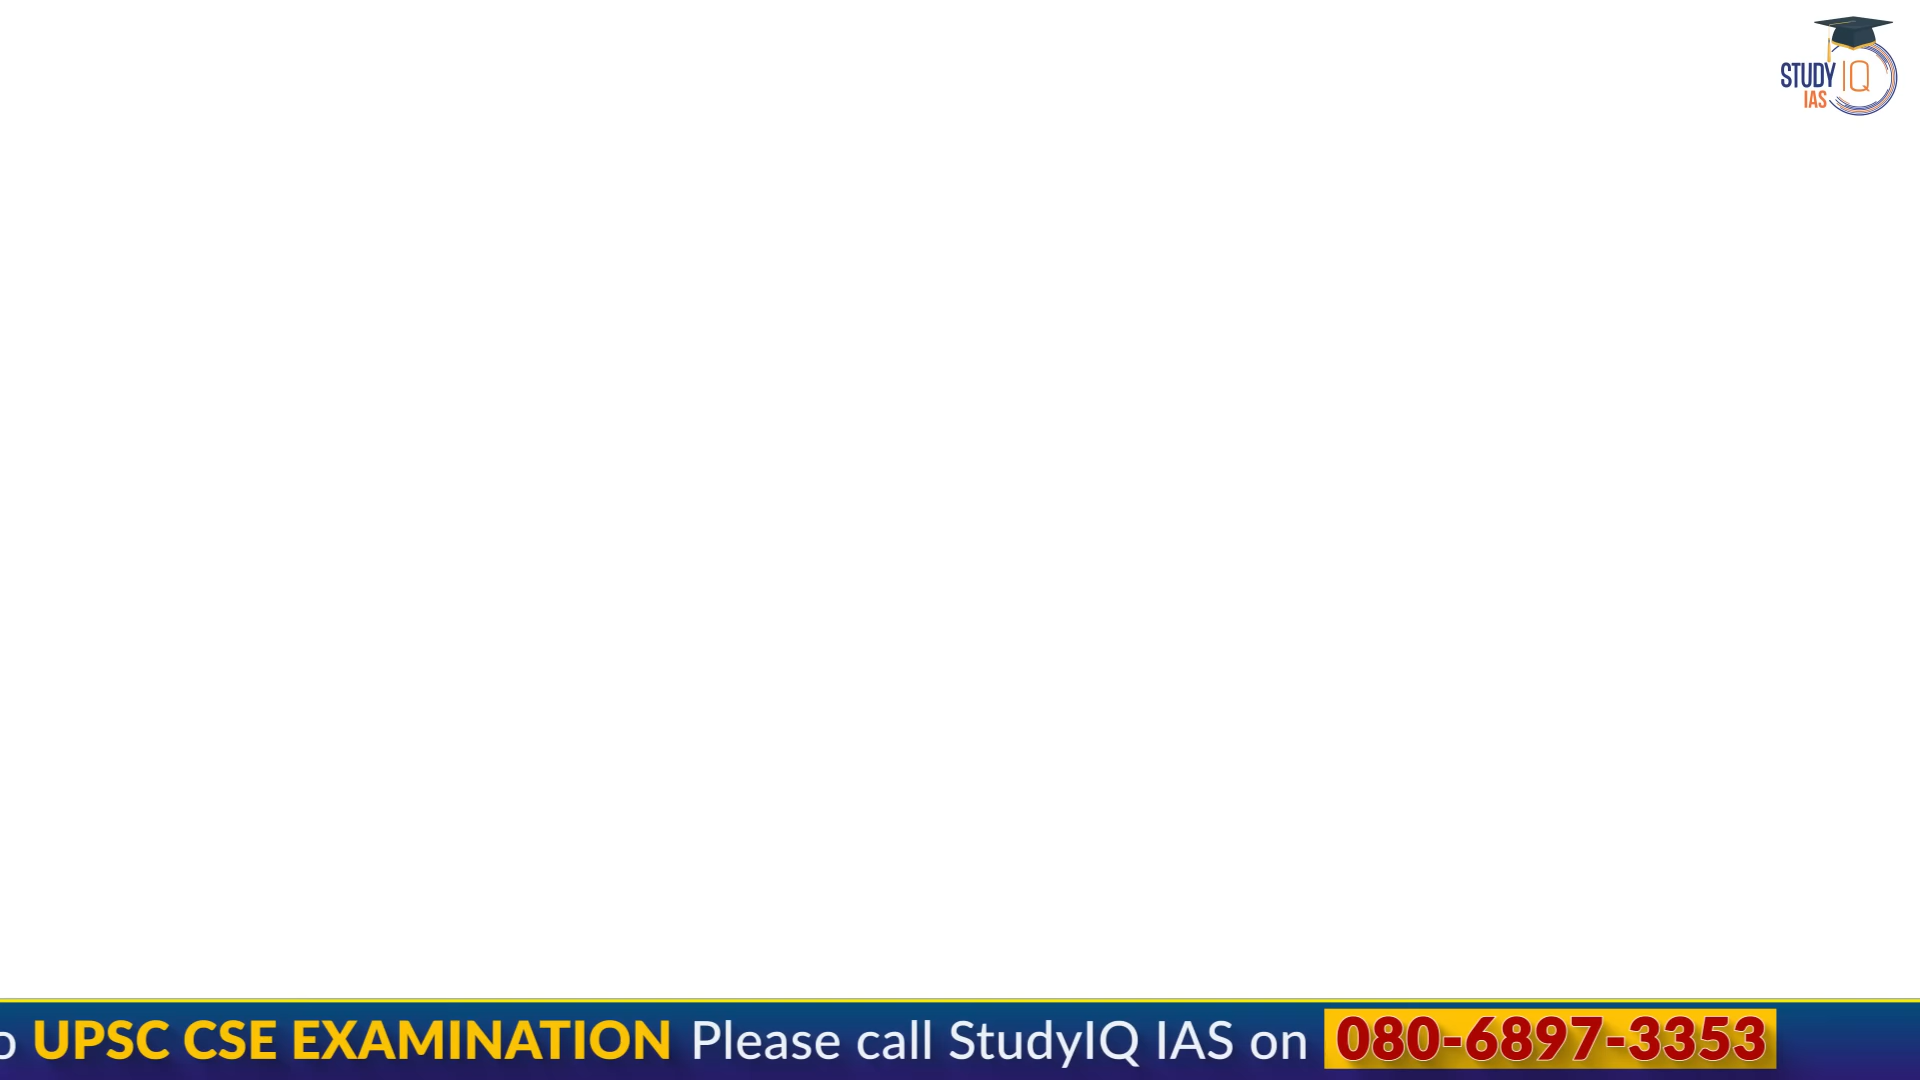 STUDY IQ
IAS
o UPSC CSE EXAMINATION Please call StudyIQ IAS on 080-6897-3353